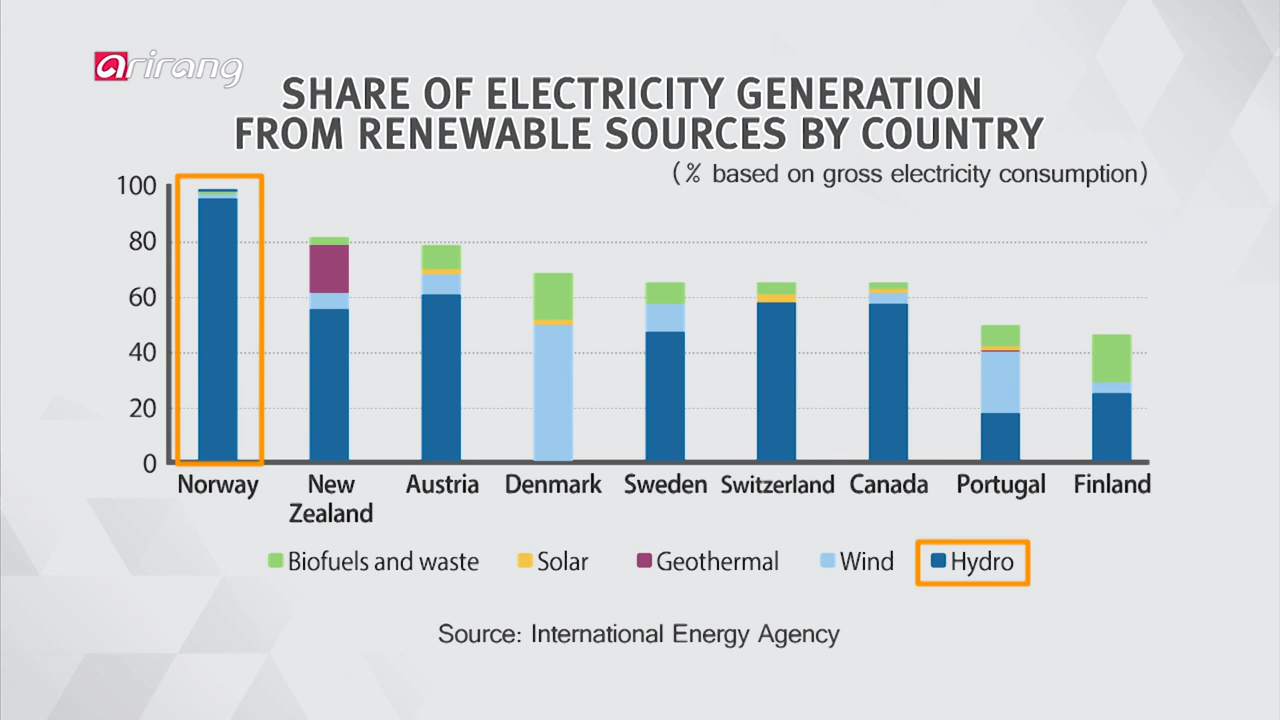 arirang
SHARE OF ELECTRICITY GENERATION
FROM RENEWABLE SOURCES BY COUNTRY
( % based on gross electricity consumption)
100
80
60
40
20
0
Norway
New
Zealand
Austria
Denmark
Sweden
Switzerland
Canada
Portugal
Finland
Biofuels and waste
Solar
Geothermal
Wind
Hydro
Source: International Energy Agency